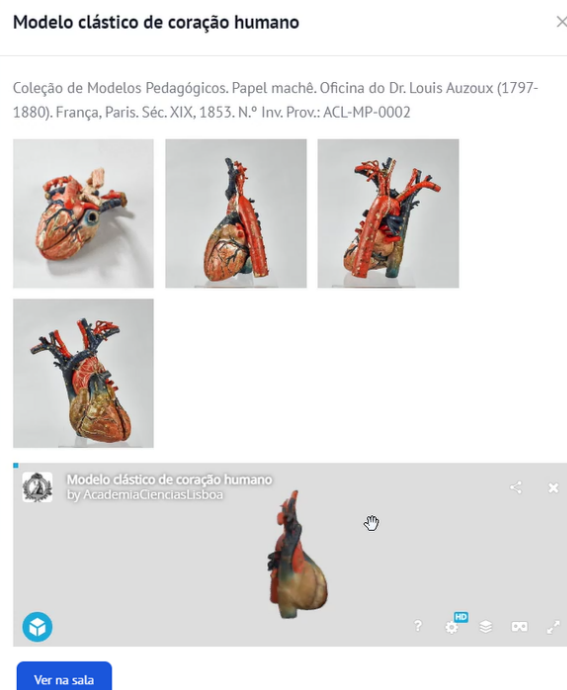 Modelo clástico de coração humano
Coleção de Modelos Pedagógicos. Papel machê. Oficina do Dr. Louis Auzoux (1797-
1880). França, Paris. Séc. XIX, 1853. N.º Inv. Prov.: ACL-MP-0002
Modelo clástico de coração humano
by AcademiaCienciasLisboa
?
HD
Ver na sala